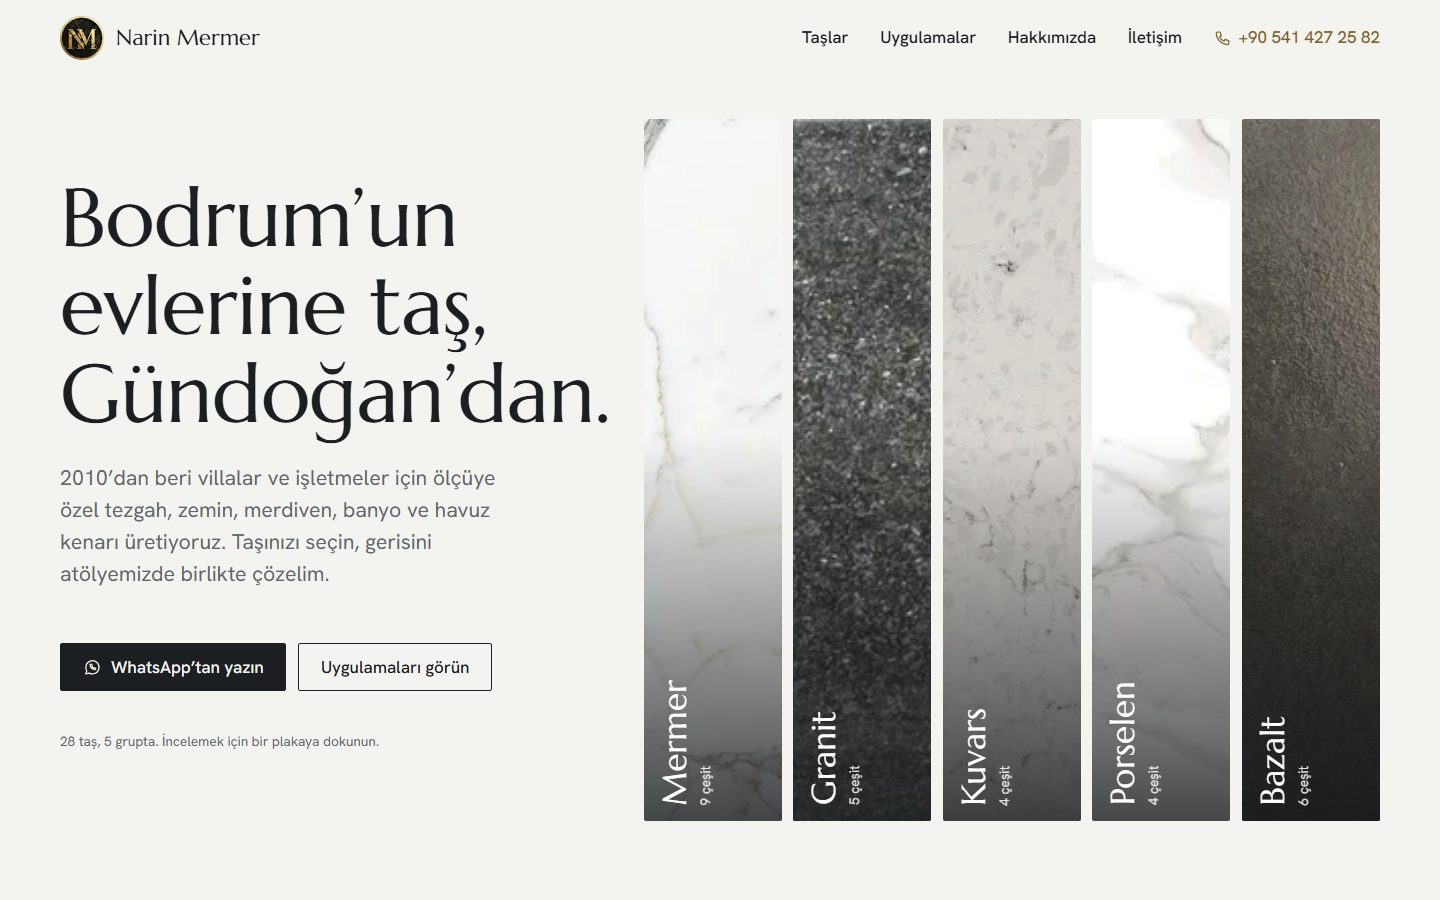 NM
Narin Mermer
Taşlar
Uygulamalar
Hakkımızda
İletişim
+90 541 427 25 82
Bodrum’un
evlerine taş,
Gündoğan’dan.
2010’dan beri villalar ve işletmeler için ölçüye
özel tezgah, zemin, merdiven, banyo ve havuz
kenarı üretiyoruz. Taşınızı seçin, gerisini
atölyemizde birlikte çözelim.
WhatsApp’tan yazın
Uygulamaları görün
28 taş, 5 grupta. İncelemek için bir plakaya dokunun.
Mermer
9 çeşit
Granit
5 çeşit
Kuvars
4 çeşit
Porselen
4 çeşit
Bazalt
6 çeşit